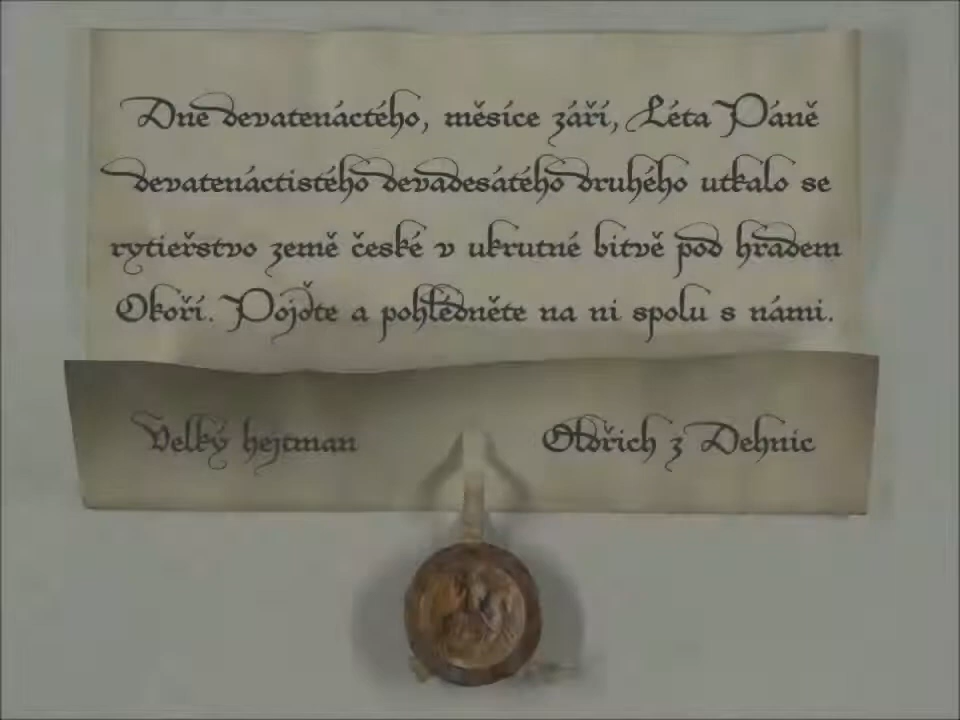 Dne devatenáctého, měsíce září, Léta Páně
devatenáctistého devadesátého druhého utkalo se
rytieřstvo země české v ukrutné bitvě pod hradem
Okoří. Pojďte a pohlédněte na ni spolu s námi.
Velký hejtman Oldřich z Dehnic